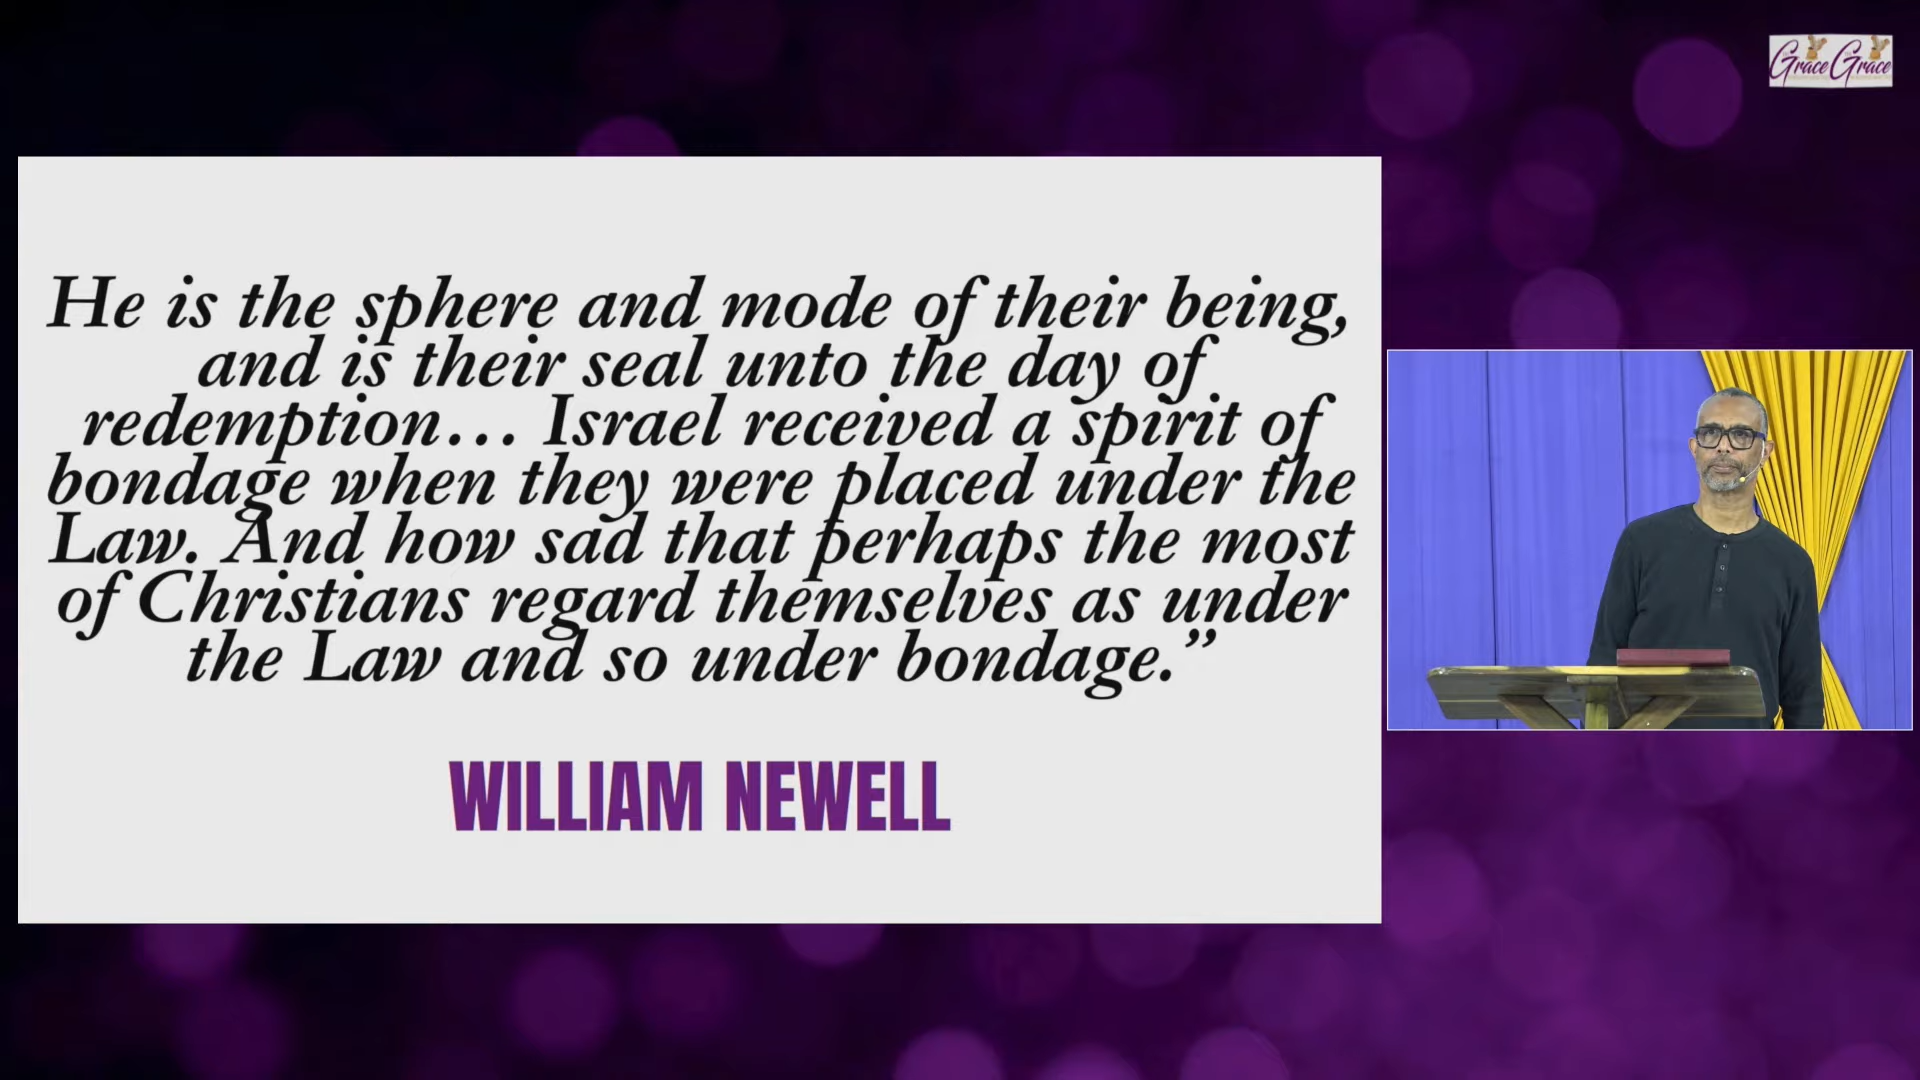 Grace Grace
He is the sphere and mode of their being,
and is their seal unto the day of
redemption… Israel received a spirit of
bondage when they were placed under the
Law. And how sad that perhaps the most
of Christians regard themselves as under
the Law and so under bondage.”
WILLIAM NEWELL